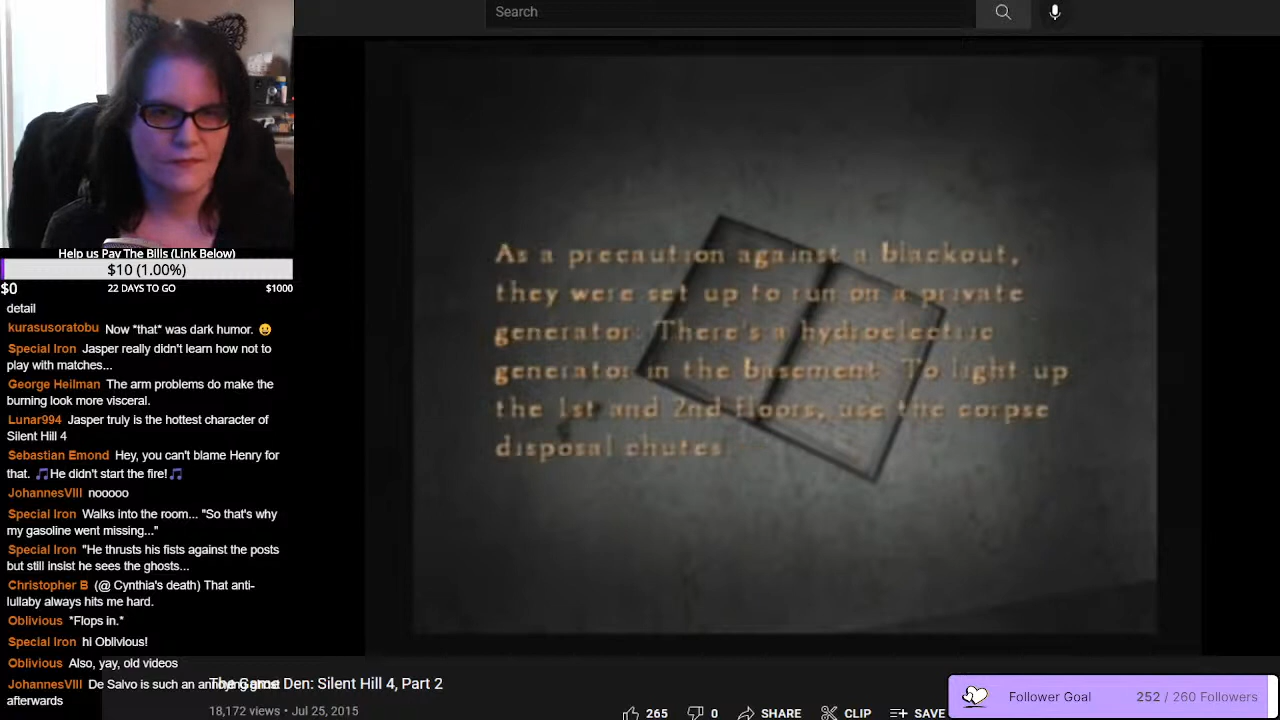 Search
As a precaution against a blackout,
they were set up to run on a private
generator. There's a hydroelectric
generator in the basement. To light up
the 1st and 2nd floors, use the corpse
disposal chutes.
Help us Pay The Bills (Link Below)
$10 (1.00%)
$0 22 DAYS TO GO $1000
detail
kurasusoratobu Now *that* was dark humor. 😀
Special Iron Jasper really didn't learn how not to
play with matches...
George Heilman The arm problems do make the
burning look more visceral.
Lunar994 Jasper truly is the hottest character of
Silent Hill 4
Sebastian Emond Hey, you can't blame Henry for
that. 🎵He didn't start the fire!🎵
JohannesVIII nooooo
Special Iron Walks into the room... "So that's why
my gasoline went missing..."
Special Iron "He thrusts his fists against the posts
but still insist he sees the ghosts...
Christopher B (@ Cynthia's death) That anti-
lullaby always hits me hard.
Oblivious *Flops in.*
Special Iron hi Oblivious!
Oblivious Also, yay, old videos
JohannesVIII De Salvo is such an annoying ghost
afterwards
The Game Den: Silent Hill 4, Part 2
18,172 views • Jul 25, 2015
265 0 SHARE CLIP SAVE
Follower Goal 252 / 260 Followers